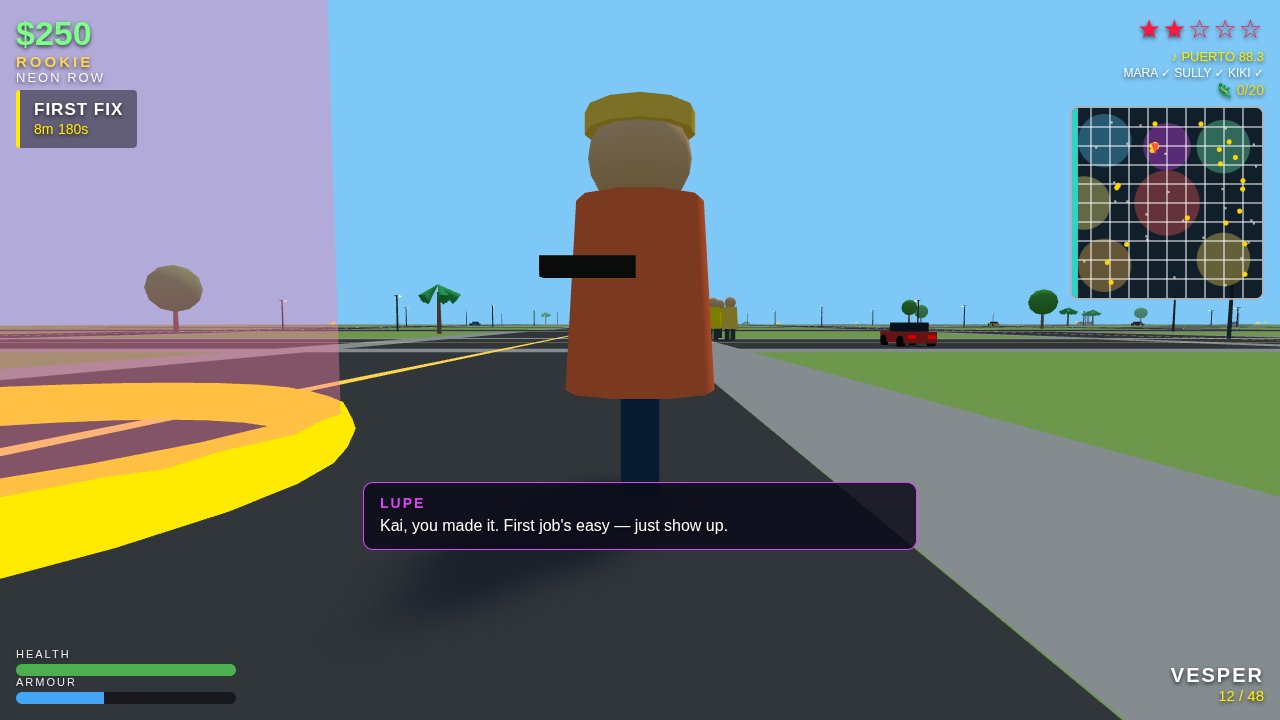 $250
ROOKIE
NEON ROW
FIRST FIX
8m 180s
★★☆☆☆
♪ PUERTO 88.3
MARA ✓ SULLY ✓ KIKI ✓
🦎 0/20
LUPE
Kai, you made it. First job's easy — just show up.
HEALTH
ARMOUR
VESPER
12 / 48